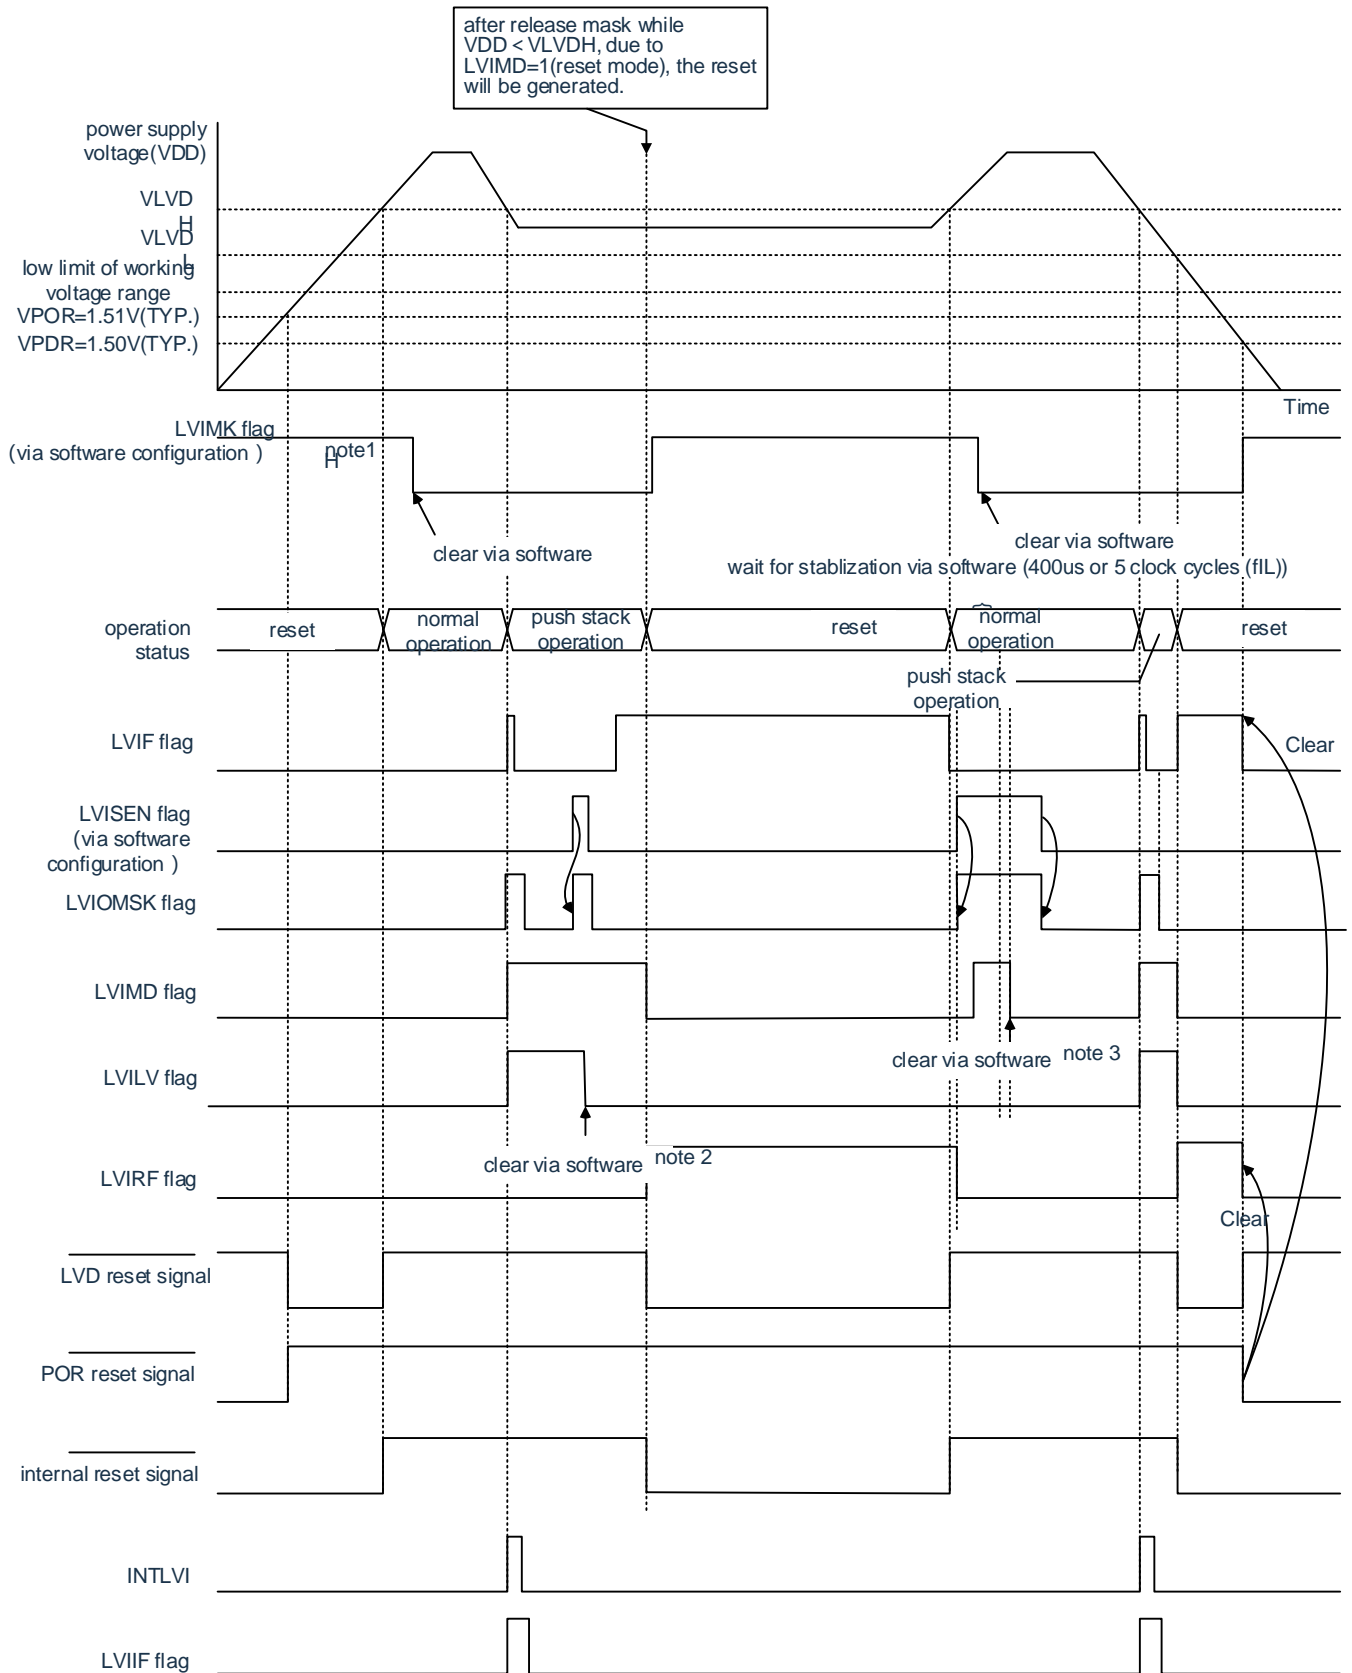 after release mask while
VDD < VLVDH, due to
LVIMD=1(reset mode), the reset
will be generated.
power supply
voltage(VDD)
VLVD
H
VLVD
L
low limit of working
voltage range
VPOR=1.51V(TYP.)
VPDR=1.50V(TYP.)
Time
LVIMK flag
(via software configuration )
note1
H
clear via software
clear via software
wait for stablization via software (400us or 5 clock cycles (fIL))
operation
status
reset
normal
operation
push stack
operation
reset
normal
operation
reset
push stack
operation
LVIF flag
Clear
LVISEN flag
(via software
configuration )
LVIOMSK flag
LVIMD flag
clear via software
note 3
LVILV flag
clear via software
note 2
LVIRF flag
Clear
LVD reset signal
POR reset signal
internal reset signal
INTLVI
LVIIF flag